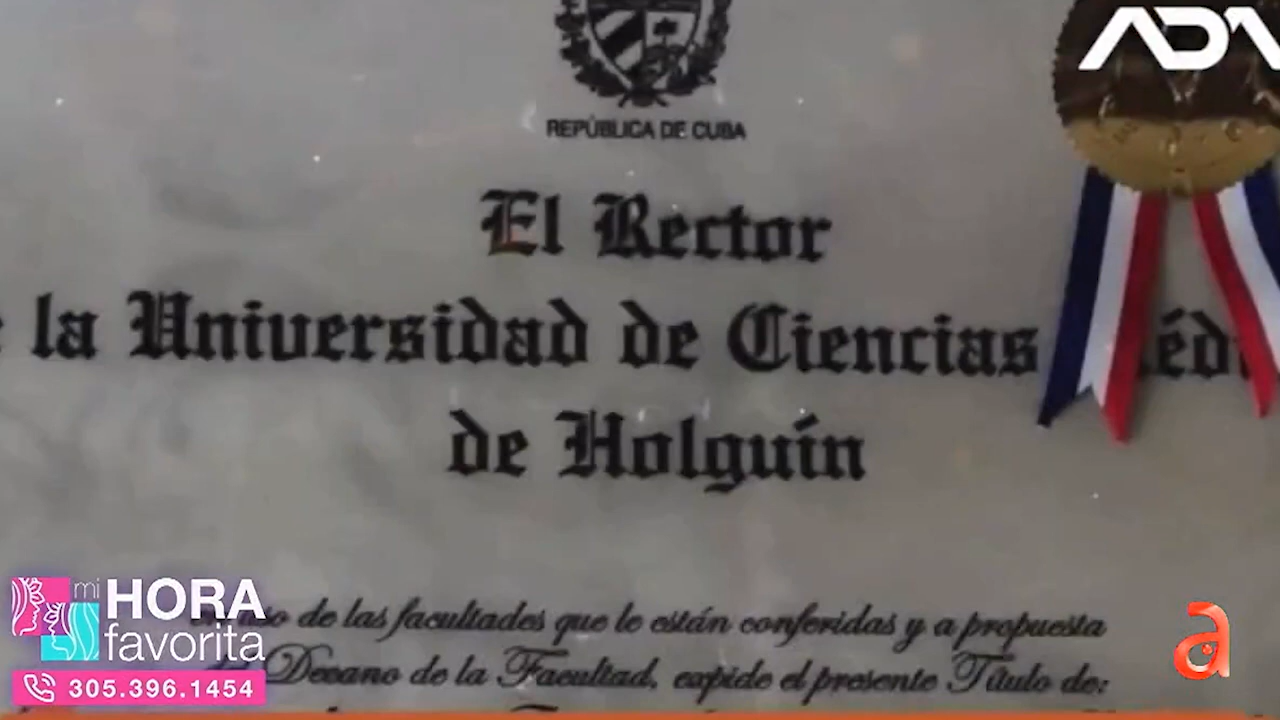 ADN
REPÚBLICA DE CUBA
El Rector
la Universidad de Ciencias
de Holguín
mi
HORA
favorita
305.396.1454
de las facultades que le están conferidas y a propuesta
Decano de la Facultad, expide el presente Título de:
a